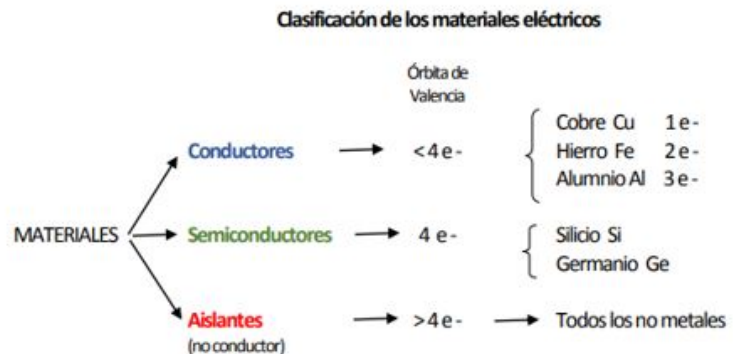 Clasificación de los materiales eléctricos
Órbita de
Valencia
Conductores <4 e- Cobre Cu 1 e-
Hierro Fe 2 e-
Alumnio Al 3 e-
MATERIALES Semiconductores 4 e- Silicio Si
Germanio Ge
Aislantes >4 e- Todos los no metales
(no conductor)